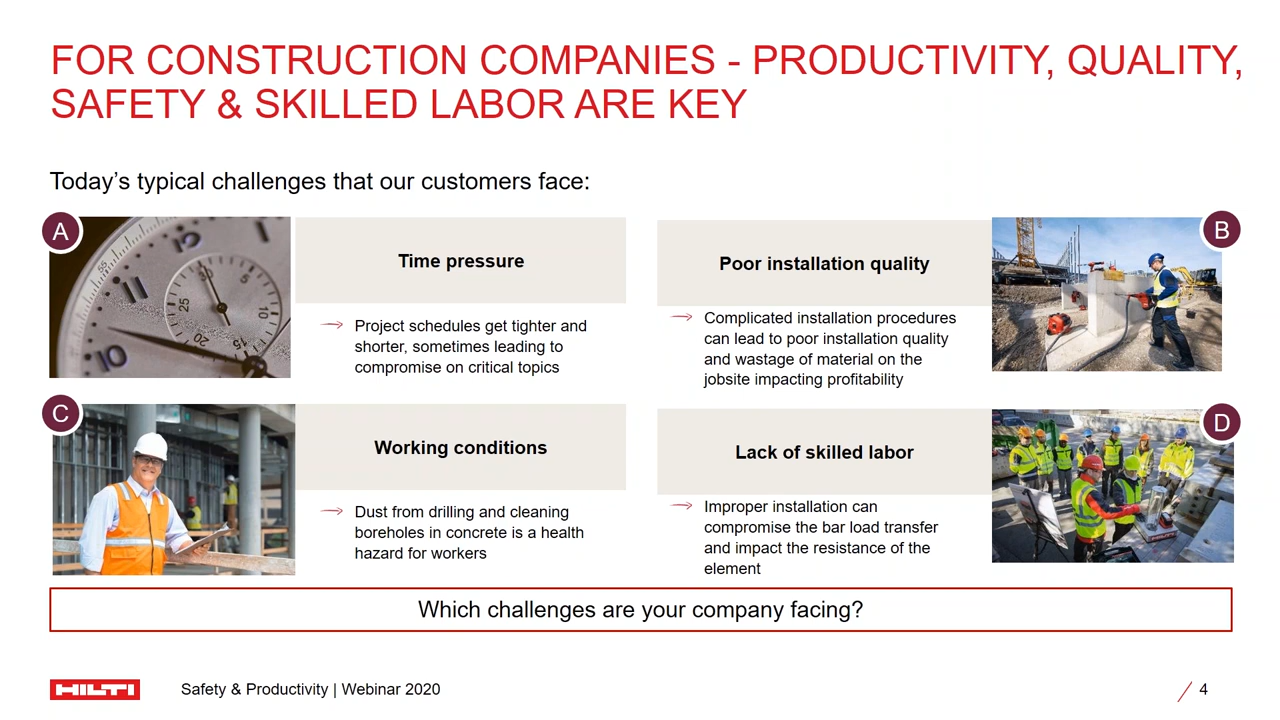 FOR CONSTRUCTION COMPANIES - PRODUCTIVITY, QUALITY,
SAFETY & SKILLED LABOR ARE KEY
Today’s typical challenges that our customers face:
A
Time pressure
Project schedules get tighter and
shorter, sometimes leading to
compromise on critical topics
B
Poor installation quality
Complicated installation procedures
can lead to poor installation quality
and wastage of material on the
jobsite impacting profitability
C
Working conditions
Dust from drilling and cleaning
boreholes in concrete is a health
hazard for workers
D
Lack of skilled labor
Improper installation can
compromise the bar load transfer
and impact the resistance of the
element
Which challenges are your company facing?
HILTI
Safety & Productivity | Webinar 2020
4